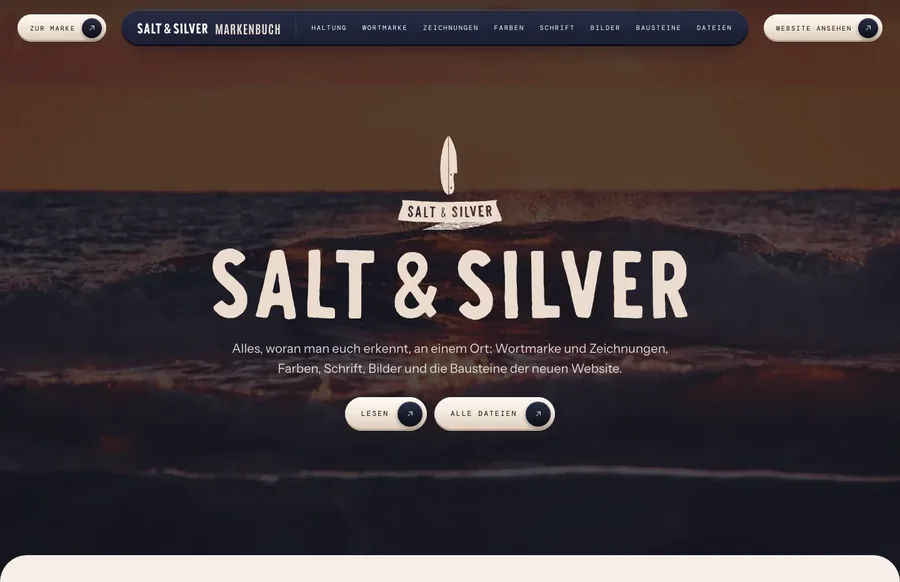 ZUR MARKE
SALT & SILVER MARKENBUCH
HALTUNG
WORTMARKE
ZEICHNUNGEN
FARBEN
SCHRIFT
BILDER
BAUSTEINE
DATEIEN
WEBSITE ANSEHEN
SALT & SILVER
SALT & SILVER
Alles, woran man euch erkennt, an einem Ort: Wortmarke und Zeichnungen,
Farben, Schrift, Bilder und die Bausteine der neuen Website.
LESEN
ALLE DATEIEN